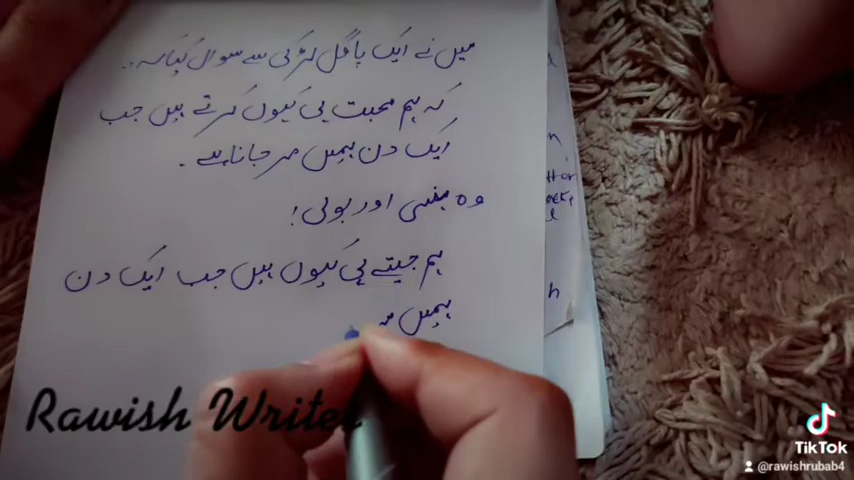 میں نے ایک پاگل لڑکی سے سوال کیا۔۔
کہ ہم محبت ہی کیوں کرتے ہیں جب
ایک دن ہمیں مر جانا ہے۔
وہ ہنسی اور بولی!
ہم جیتے ہی کیوں ہیں جب ایک دن
ہمیں
Rawish Writer
TikTok
@rawishrubab4